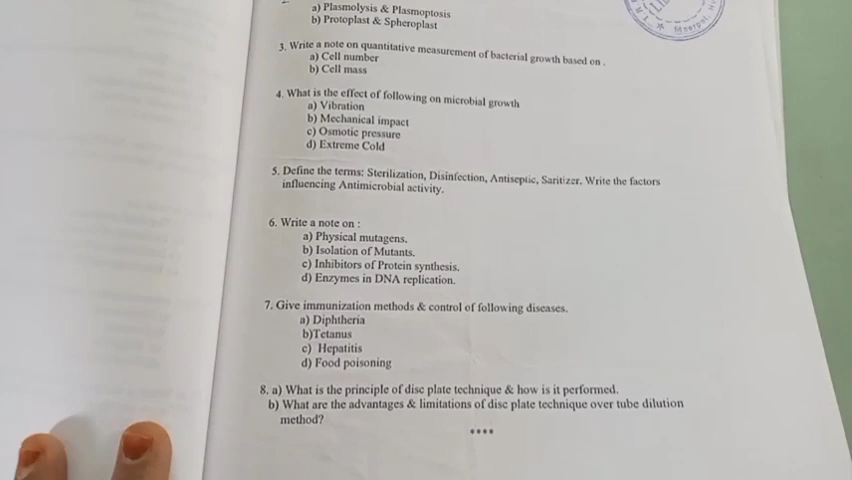 a) Plasmolysis & Plasmoptosis
b) Protoplast & Spheroplast
3. Write a note on quantitative measurement of bacterial growth based on .
a) Cell number
b) Cell mass
4. What is the effect of following on microbial growth
a) Vibration
b) Mechanical impact
c) Osmotic pressure
d) Extreme Cold
5. Define the terms: Sterilization, Disinfection, Antiseptic, Saritizer. Write the factors
influencing Antimicrobial activity.
6. Write a note on :
a) Physical mutagens.
b) Isolation of Mutants.
c) Inhibitors of Protein synthesis.
d) Enzymes in DNA replication.
7. Give immunization methods & control of following diseases.
a) Diphtheria
b)Tetanus
c) Hepatitis
d) Food poisoning
8. a) What is the principle of disc plate technique & how is it performed.
b) What are the advantages & limitations of disc plate technique over tube dilution
method?
****